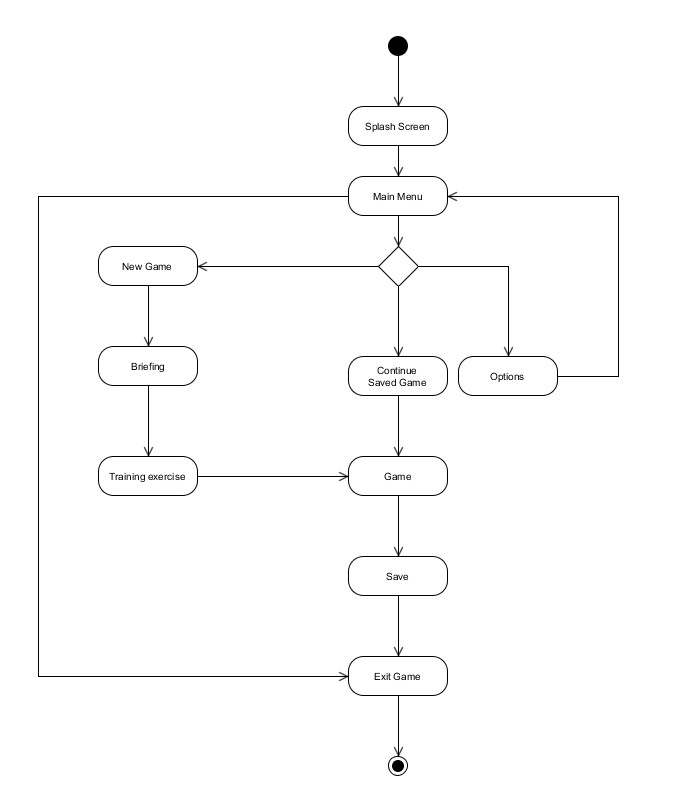 Splash Screen
Main Menu
New Game
Briefing
Continue
Saved Game
Options
Training exercise
Game
Save
Exit Game